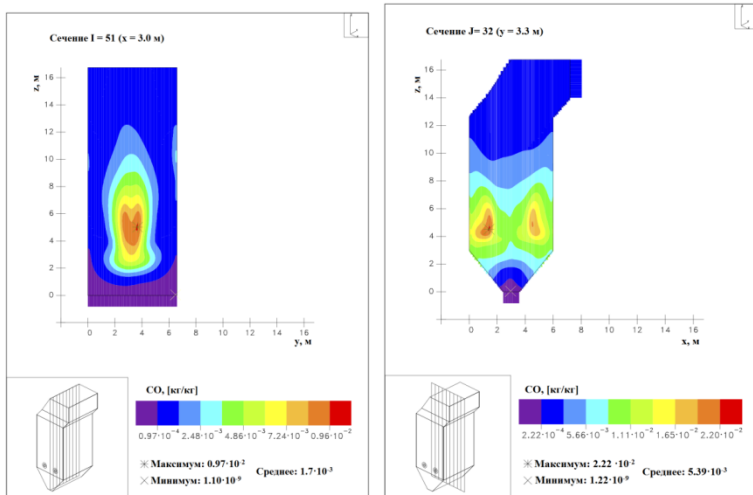 Сечение I = 51 (x = 3.0 м)
z, м
16
14
12
10
8
6
4
2
0
0 2 4 6 8 10 12 14 16
y, м
CO, [кг/кг]
0.97·10⁻⁴ 2.48·10⁻³ 4.86·10⁻³ 7.24·10⁻³ 0.96·10⁻²
Максимум: 0.97·10⁻²
Минимум: 1.10·10⁻⁹
Среднее: 1.7·10⁻³
Сечение J= 32 (y = 3.3 м)
z, м
16
14
12
10
8
6
4
2
0
0 2 4 6 8 10 12 14 16
x, м
CO, [кг/кг]
2.22·10⁻⁴ 5.66·10⁻³ 1.11·10⁻² 1.65·10⁻² 2.20·10⁻²
Максимум: 2.22 ·10⁻²
Минимум: 1.22·10⁻⁹
Среднее: 5.39·10⁻³